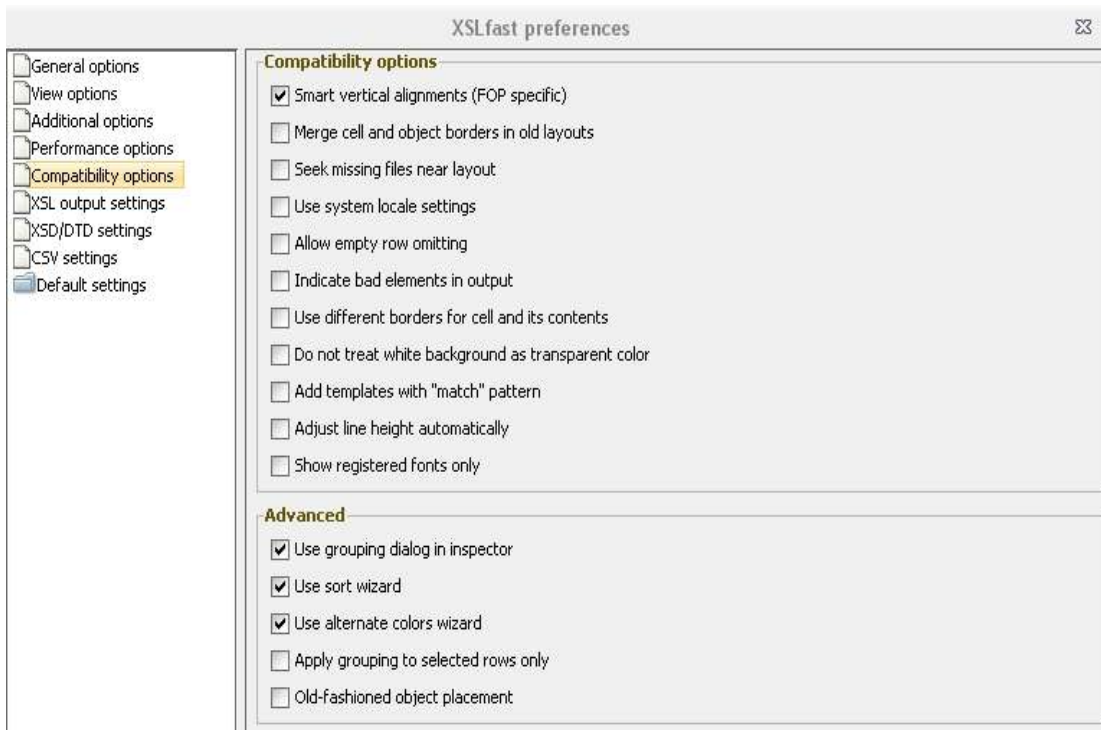 XSLfast preferences
General options
View options
Additional options
Performance options
Compatibility options
XSL output settings
XSD/DTD settings
CSV settings
Default settings
Compatibility options
Smart vertical alignments (FOP specific)
Merge cell and object borders in old layouts
Seek missing files near layout
Use system locale settings
Allow empty row omitting
Indicate bad elements in output
Use different borders for cell and its contents
Do not treat white background as transparent color
Add templates with "match" pattern
Adjust line height automatically
Show registered fonts only
Advanced
Use grouping dialog in inspector
Use sort wizard
Use alternate colors wizard
Apply grouping to selected rows only
Old-fashioned object placement